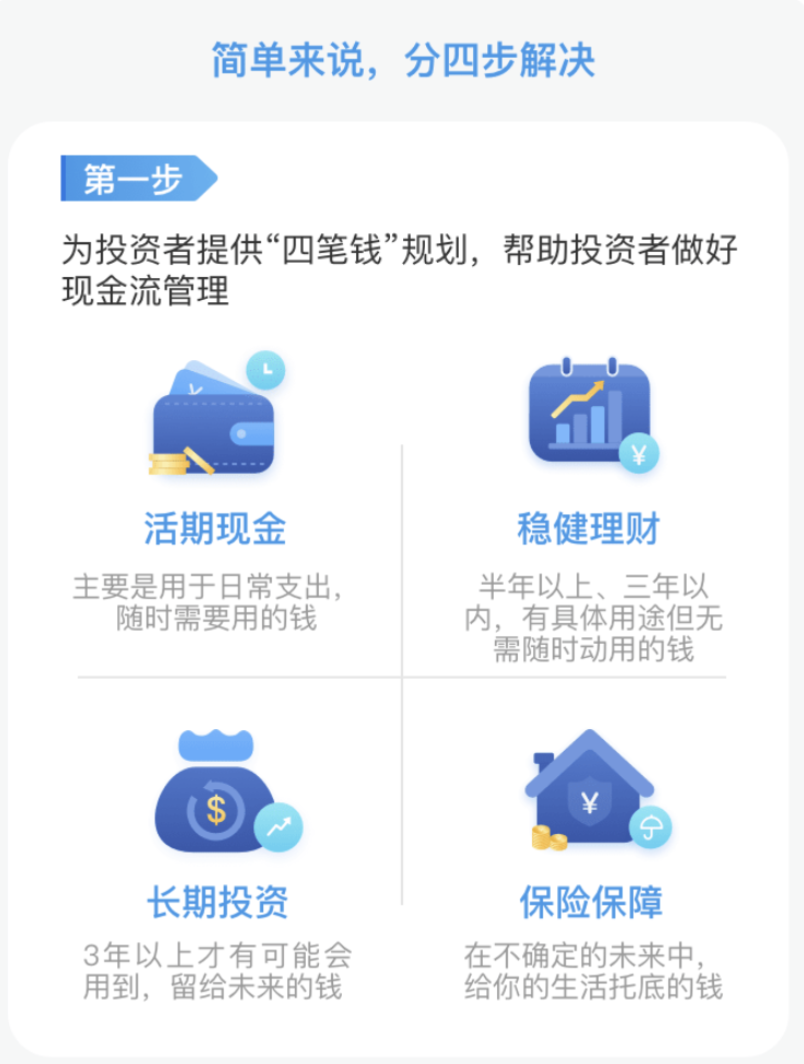 简单来说，分四步解决
第一步
为投资者提供“四笔钱”规划，帮助投资者做好
现金流管理
¥
¥
活期现金
主要是用于日常支出，
随时需要用的钱
稳健理财
半年以上、三年以
内，有具体用途但无
需随时动用的钱
$
¥
长期投资
3年以上才有可能会
用到，留给未来的钱
保险保障
在不确定的未来中，
给你的生活托底的钱